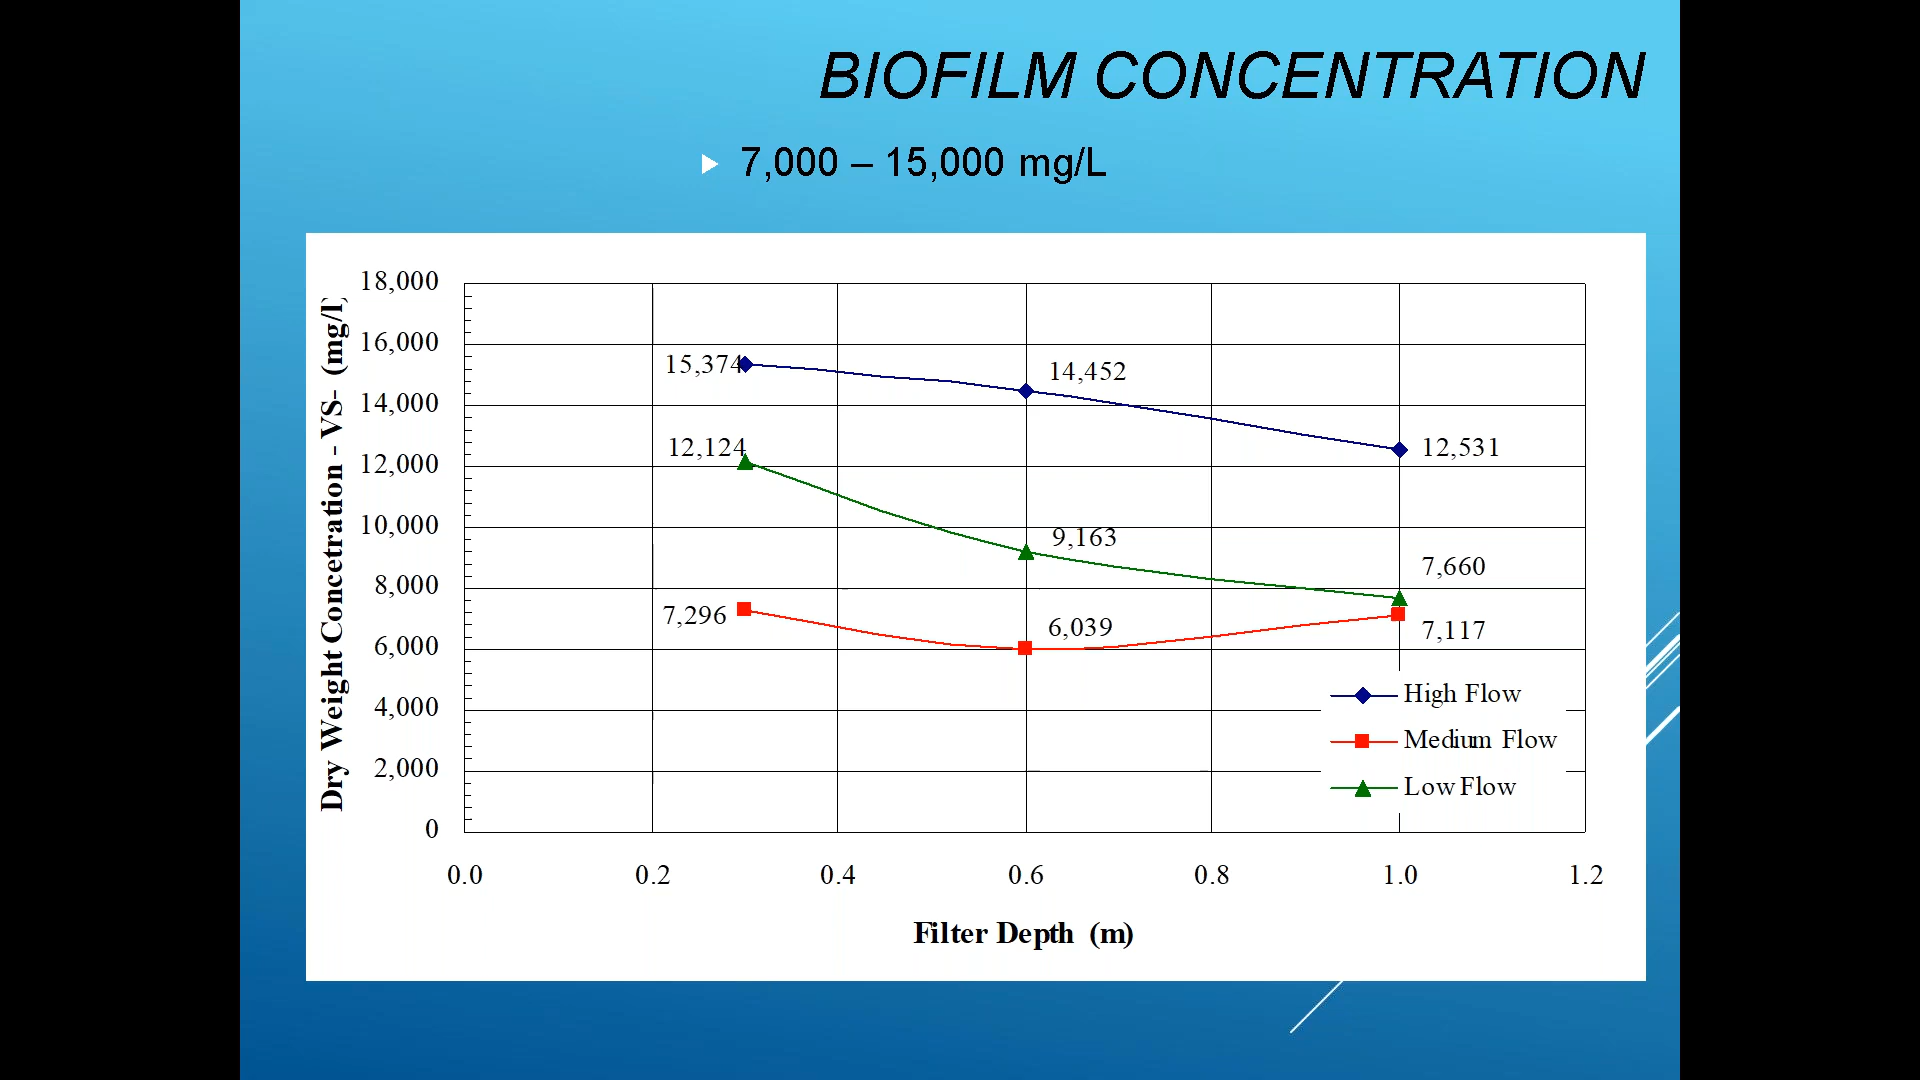 BIOFILM CONCENTRATION
7,000 – 15,000 mg/L
Dry Weight Concetration - VS- (mg/l)
18,000
16,000
14,000
12,000
10,000
8,000
6,000
4,000
2,000
0
15,374
14,452
12,531
12,124
9,163
7,660
7,296
6,039
7,117
High Flow
Medium Flow
Low Flow
0.0 0.2 0.4 0.6 0.8 1.0 1.2
Filter Depth (m)